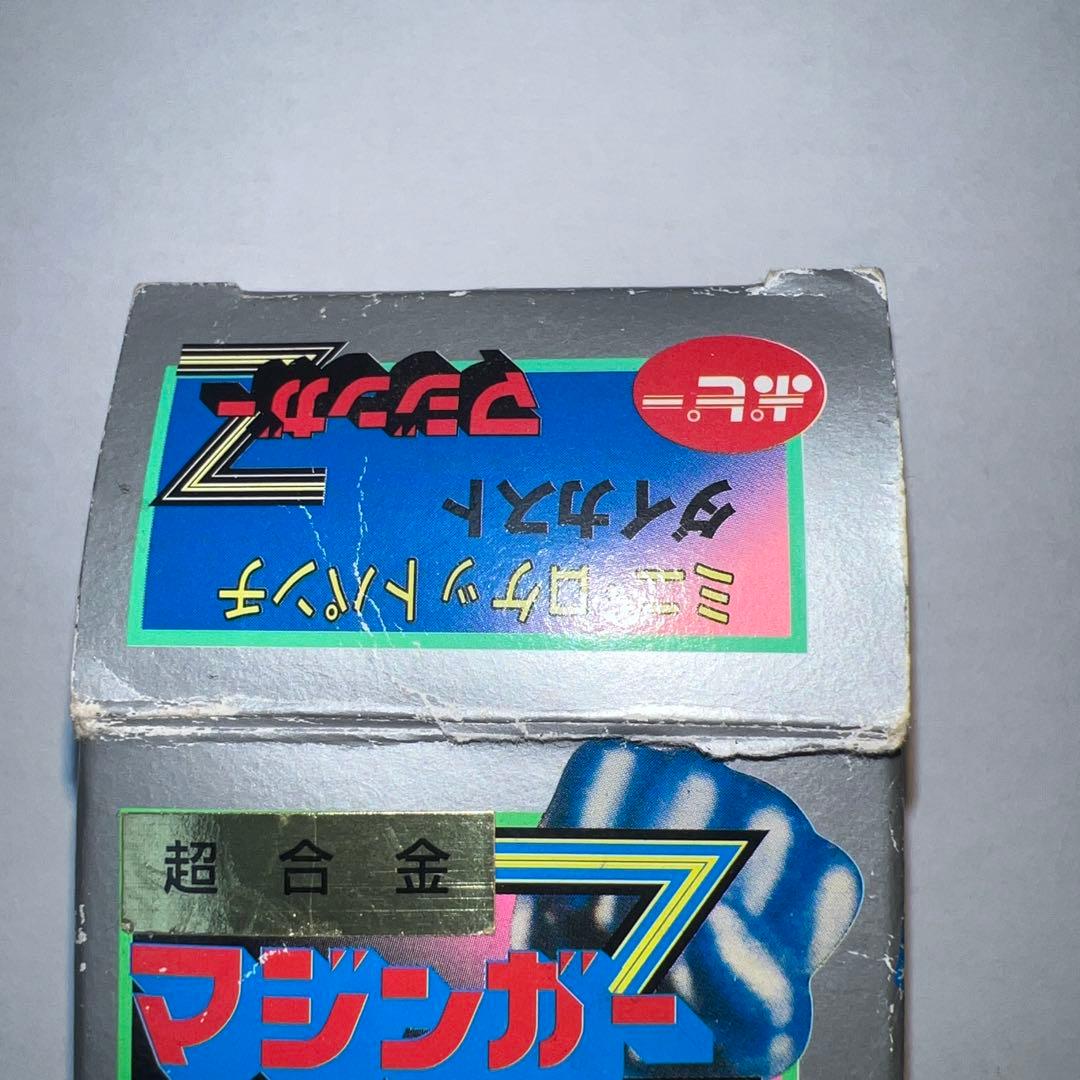 ミニロケットパンチ
ダイカスト
マジンガーZ
ポピー
超合金
マジンガーZ